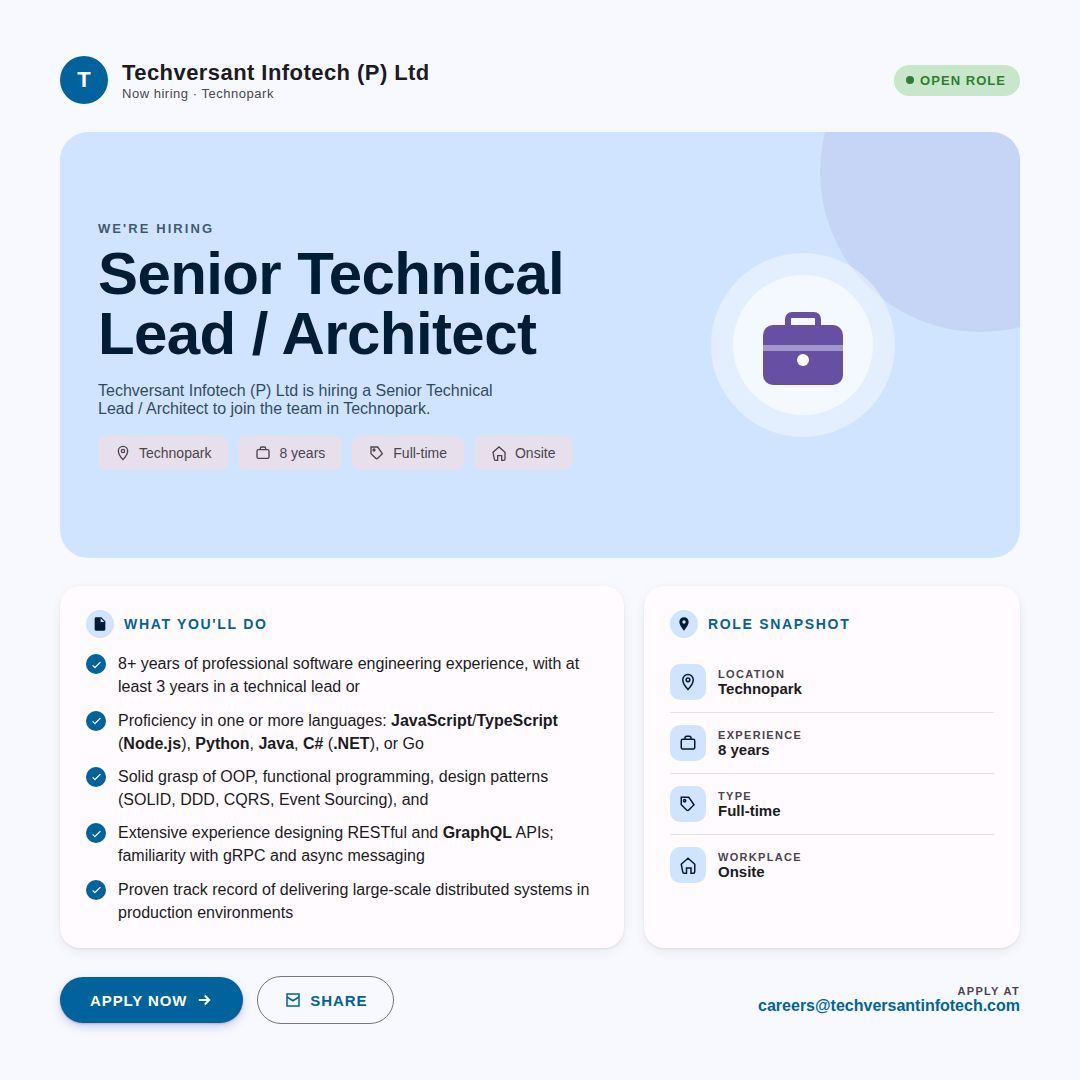 T
Techversant Infotech (P) Ltd
Now hiring · Technopark
OPEN ROLE
WE'RE HIRING
Senior Technical
Lead / Architect
Techversant Infotech (P) Ltd is hiring a Senior Technical
Lead / Architect to join the team in Technopark.
Technopark
8 years
Full-time
Onsite
WHAT YOU'LL DO
8+ years of professional software engineering experience, with at
least 3 years in a technical lead or
Proficiency in one or more languages: JavaScript/TypeScript
(Node.js), Python, Java, C# (.NET), or Go
Solid grasp of OOP, functional programming, design patterns
(SOLID, DDD, CQRS, Event Sourcing), and
Extensive experience designing RESTful and GraphQL APIs;
familiarity with gRPC and async messaging
Proven track record of delivering large-scale distributed systems in
production environments
ROLE SNAPSHOT
LOCATION
Technopark
EXPERIENCE
8 years
TYPE
Full-time
WORKPLACE
Onsite
APPLY NOW
SHARE
APPLY AT
careers@techversantinfotech.com